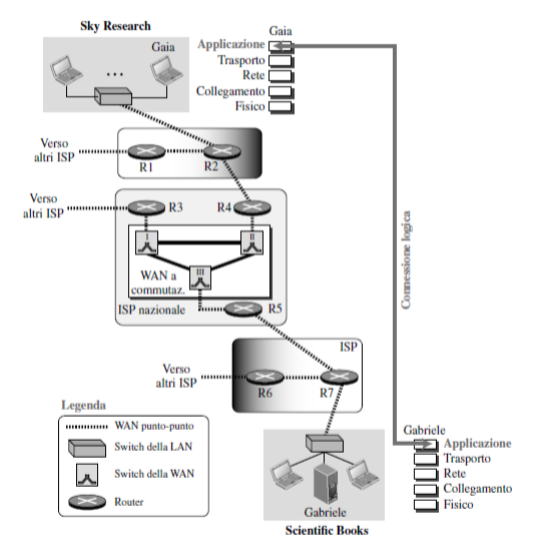 Sky Research
Gaia
Gaia
Applicazione
Trasporto
Rete
Collegamento
Fisico
Verso
altri ISP
R1
R2
Verso
altri ISP
R3
R4
I
II
WAN a
commutaz.
III
ISP nazionale
R5
Connessione logica
ISP
Verso
altri ISP
R6
R7
Legenda
WAN punto-punto
Switch della LAN
Switch della WAN
Router
Gabriele
Scientific Books
Gabriele
Applicazione
Trasporto
Rete
Collegamento
Fisico